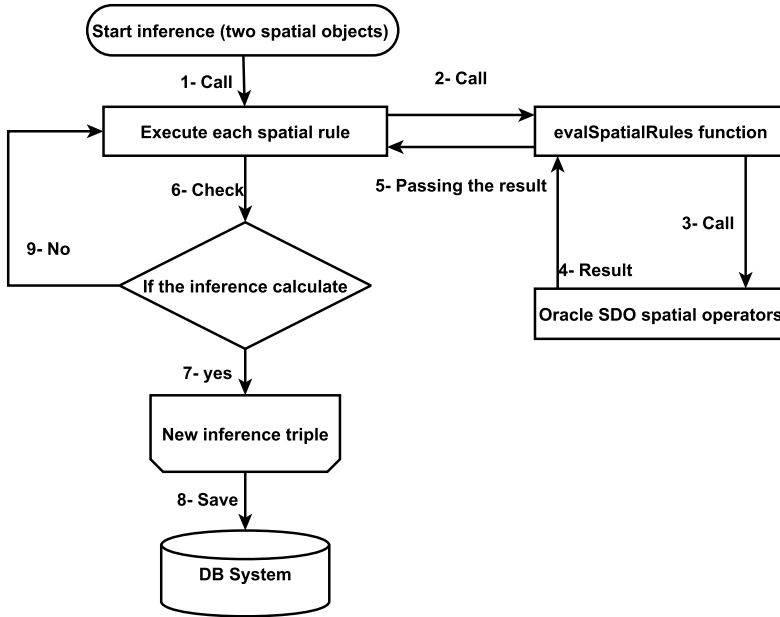 Start inference (two spatial objects)
1- Call
2- Call
Execute each spatial rule
evalSpatialRules function
5- Passing the result
6- Check
3- Call
9- No
4- Result
If the inference calculate
Oracle SDO spatial operators
7- yes
New inference triple
8- Save
DB System